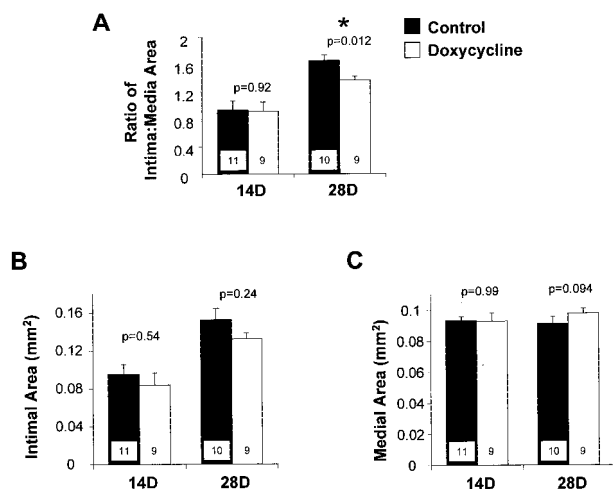 A
*
Control
Doxycycline
p=0.012
p=0.92
Ratio of
Intima:Media Area
2
1.6
1.2
0.8
0.4
0
11
9
10
9
14D
28D
B
p=0.24
p=0.54
Intimal Area (mm²)
0.16
0.12
0.08
0.04
0
11
9
10
9
14D
28D
C
p=0.99
p=0.094
Medial Area (mm²)
0.1
0.08
0.06
0.04
0.02
0
11
9
10
9
14D
28D